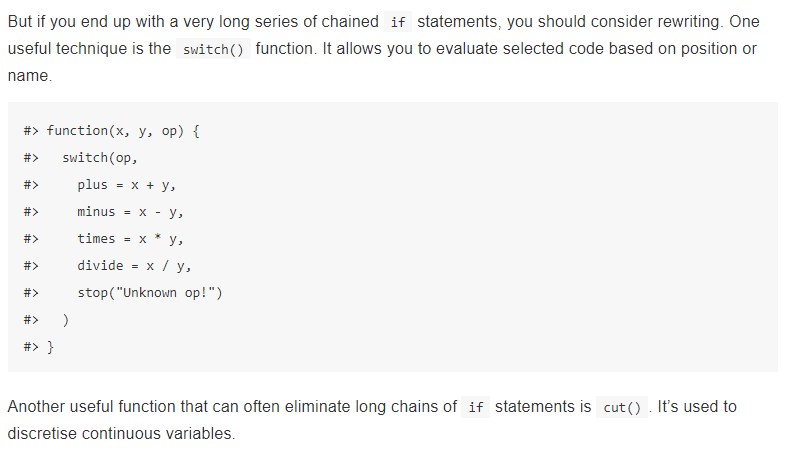 But if you end up with a very long series of chained if statements, you should consider rewriting. One
useful technique is the switch() function. It allows you to evaluate selected code based on position or
name.
#> function(x, y, op) {
#>   switch(op,
#>     plus = x + y,
#>     minus = x - y,
#>     times = x * y,
#>     divide = x / y,
#>     stop("Unknown op!")
#>   )
#> }
Another useful function that can often eliminate long chains of if statements is cut() . It’s used to
discretise continuous variables.